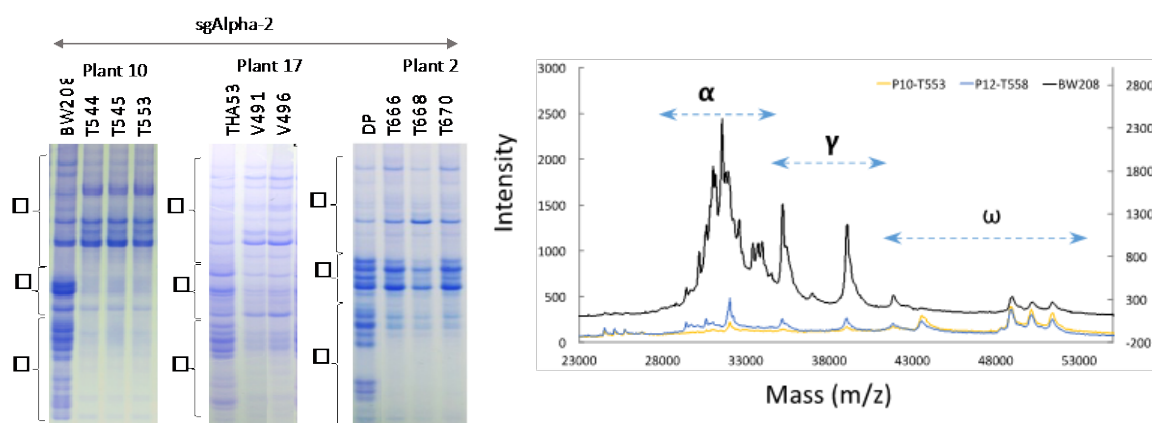 sgAlpha-2
Plant 10
Plant 17
Plant 2
BW208
T544
T545
T553
THA53
V491
V496
DP
T666
T668
T670
P10-T553
P12-T558
BW208
α
γ
ω
Intensity
3000
2500
2000
1500
1000
500
0
2800
2300
1800
1300
800
300
-200
23000 28000 33000 38000 43000 48000 53000
Mass (m/z)